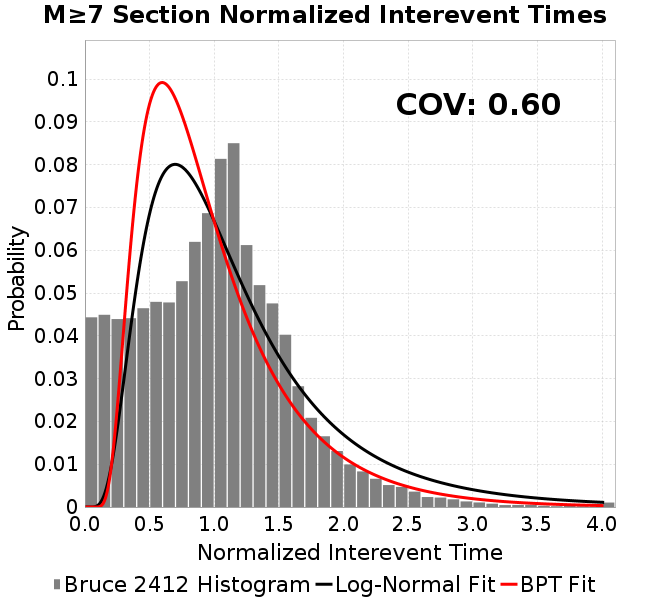 M≥7 Section Normalized Interevent Times
COV: 0.60
Probability
0.1
0.09
0.08
0.07
0.06
0.05
0.04
0.03
0.02
0.01
0
0.0 0.5 1.0 1.5 2.0 2.5 3.0 3.5 4.0
Normalized Interevent Time
Bruce 2412 Histogram Log-Normal Fit BPT Fit